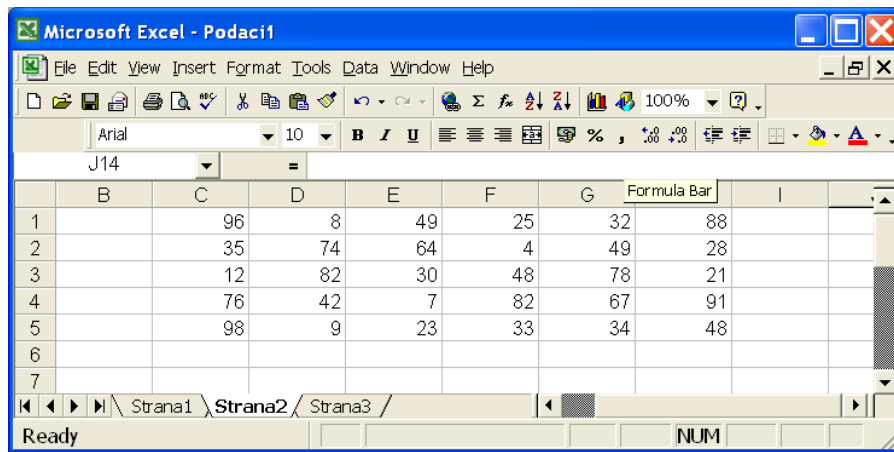 Microsoft Excel - Podaci1
File Edit View Insert Format Tools Data Window Help
100%
Arial 10 B I U % ,
J14 =
Formula Bar
B C D E F G I
1 96 8 49 25 32 88
2 35 74 64 4 49 28
3 12 82 30 48 78 21
4 76 42 7 82 67 91
5 98 9 23 33 34 48
6
7
Strana1 Strana2 Strana3
Ready NUM